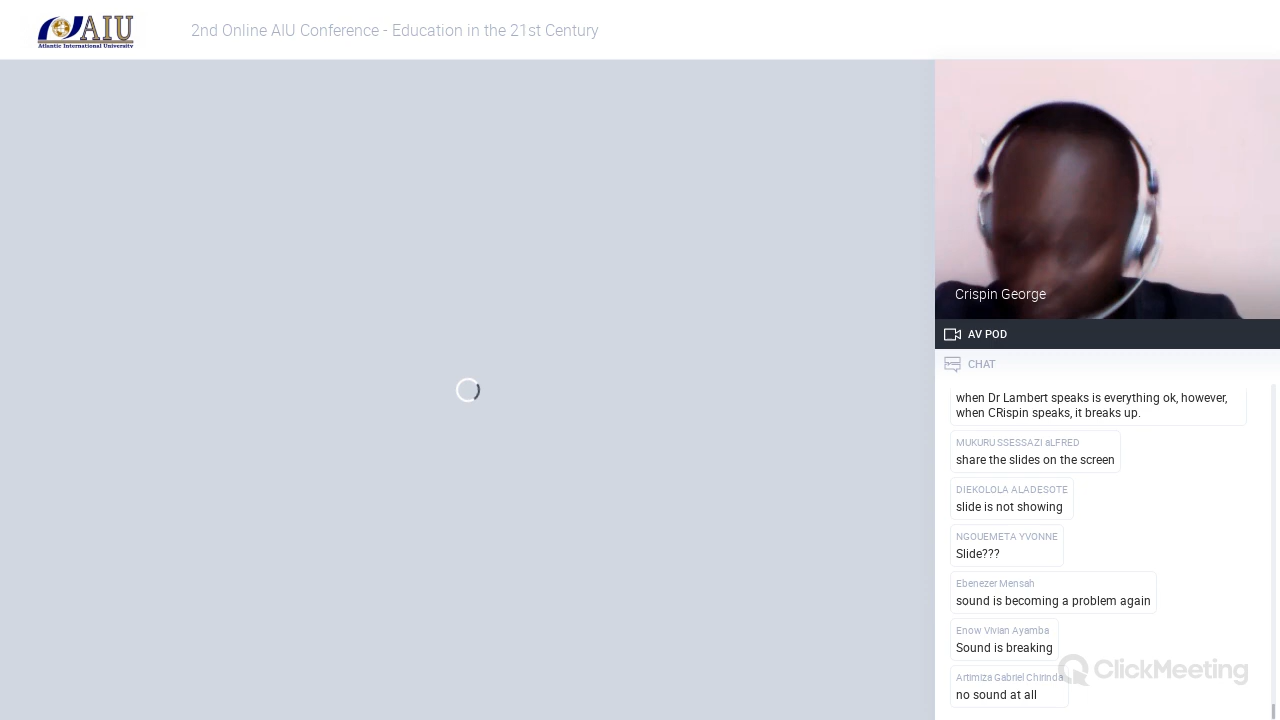 AIU
Atlantic International University
2nd Online AIU Conference - Education in the 21st Century
Crispin George
AV POD
CHAT
when Dr Lambert speaks is everything ok, however,
when CRispin speaks, it breaks up.
MUKURU SSESSAZI aLFRED
share the slides on the screen
DIEKOLOLA ALADESOTE
slide is not showing
NGOUEMETA YVONNE
Slide???
Ebenezer Mensah
sound is becoming a problem again
Enow Vivian Ayamba
Sound is breaking
Artimiza Gabriel Chirinda
no sound at all
ClickMeeting